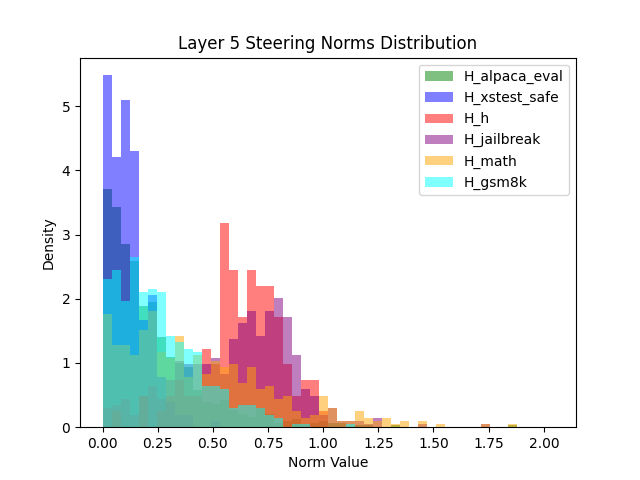 Layer 5 Steering Norms Distribution
H_alpaca_eval
H_xstest_safe
H_h
H_jailbreak
H_math
H_gsm8k
Density
5
4
3
2
1
0
0.00 0.25 0.50 0.75 1.00 1.25 1.50 1.75 2.00
Norm Value